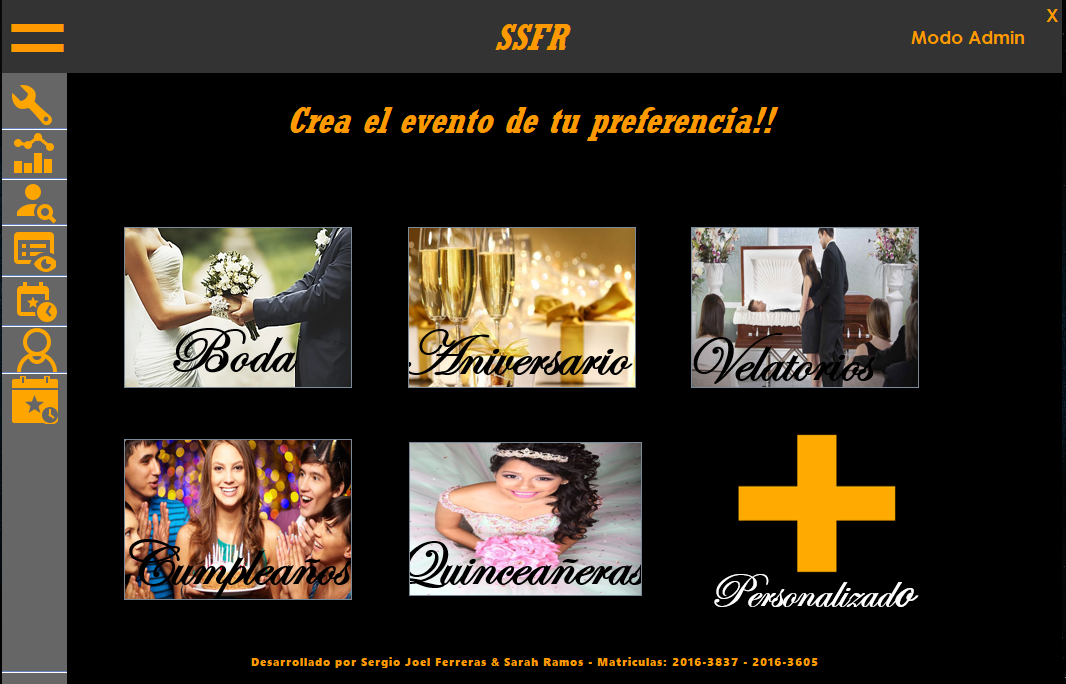 X
SSFR
Modo Admin
Crea el evento de tu preferencia!!
Boda
Aniversario
Velatorios
Cumpleaños
Quinceañeras
Personalizado
Desarrollado por Sergio Joel Ferreras & Sarah Ramos - Matriculas: 2016-3837 - 2016-3605